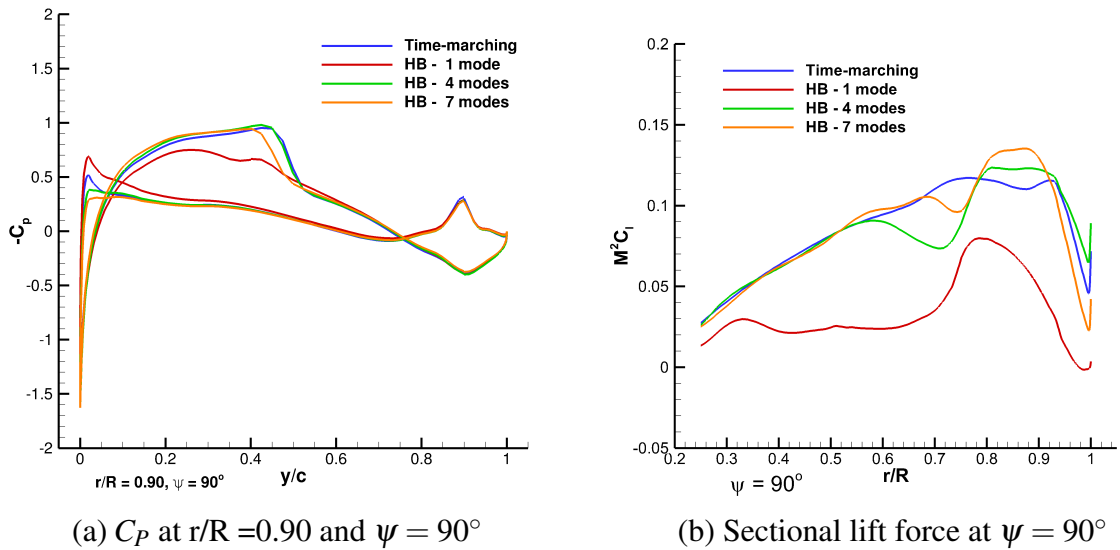 2
1.5
1
0.5
0
-0.5
-1
-1.5
-2
-Cp
0
0.2
0.4
0.6
0.8
1
y/c
r/R = 0.90, ψ = 90°
Time-marching
HB - 1 mode
HB - 4 modes
HB - 7 modes
(a) C_P at r/R =0.90 and ψ = 90°
0.2
0.15
0.1
0.05
0
-0.05
M²Cₗ
0.2
0.3
0.4
0.5
0.6
0.7
0.8
0.9
1
r/R
ψ = 90°
Time-marching
HB - 1 mode
HB - 4 modes
HB - 7 modes
(b) Sectional lift force at ψ = 90°